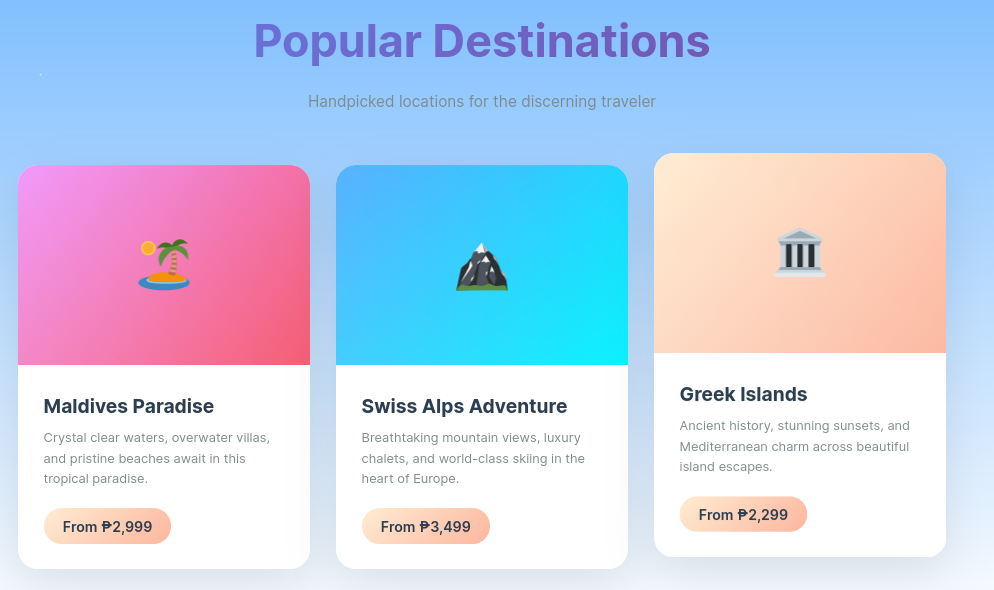 Popular Destinations
Handpicked locations for the discerning traveler
Maldives Paradise
Crystal clear waters, overwater villas,
and pristine beaches await in this
tropical paradise.
From ₱2,999
Swiss Alps Adventure
Breathtaking mountain views, luxury
chalets, and world-class skiing in the
heart of Europe.
From ₱3,499
Greek Islands
Ancient history, stunning sunsets, and
Mediterranean charm across beautiful
island escapes.
From ₱2,299